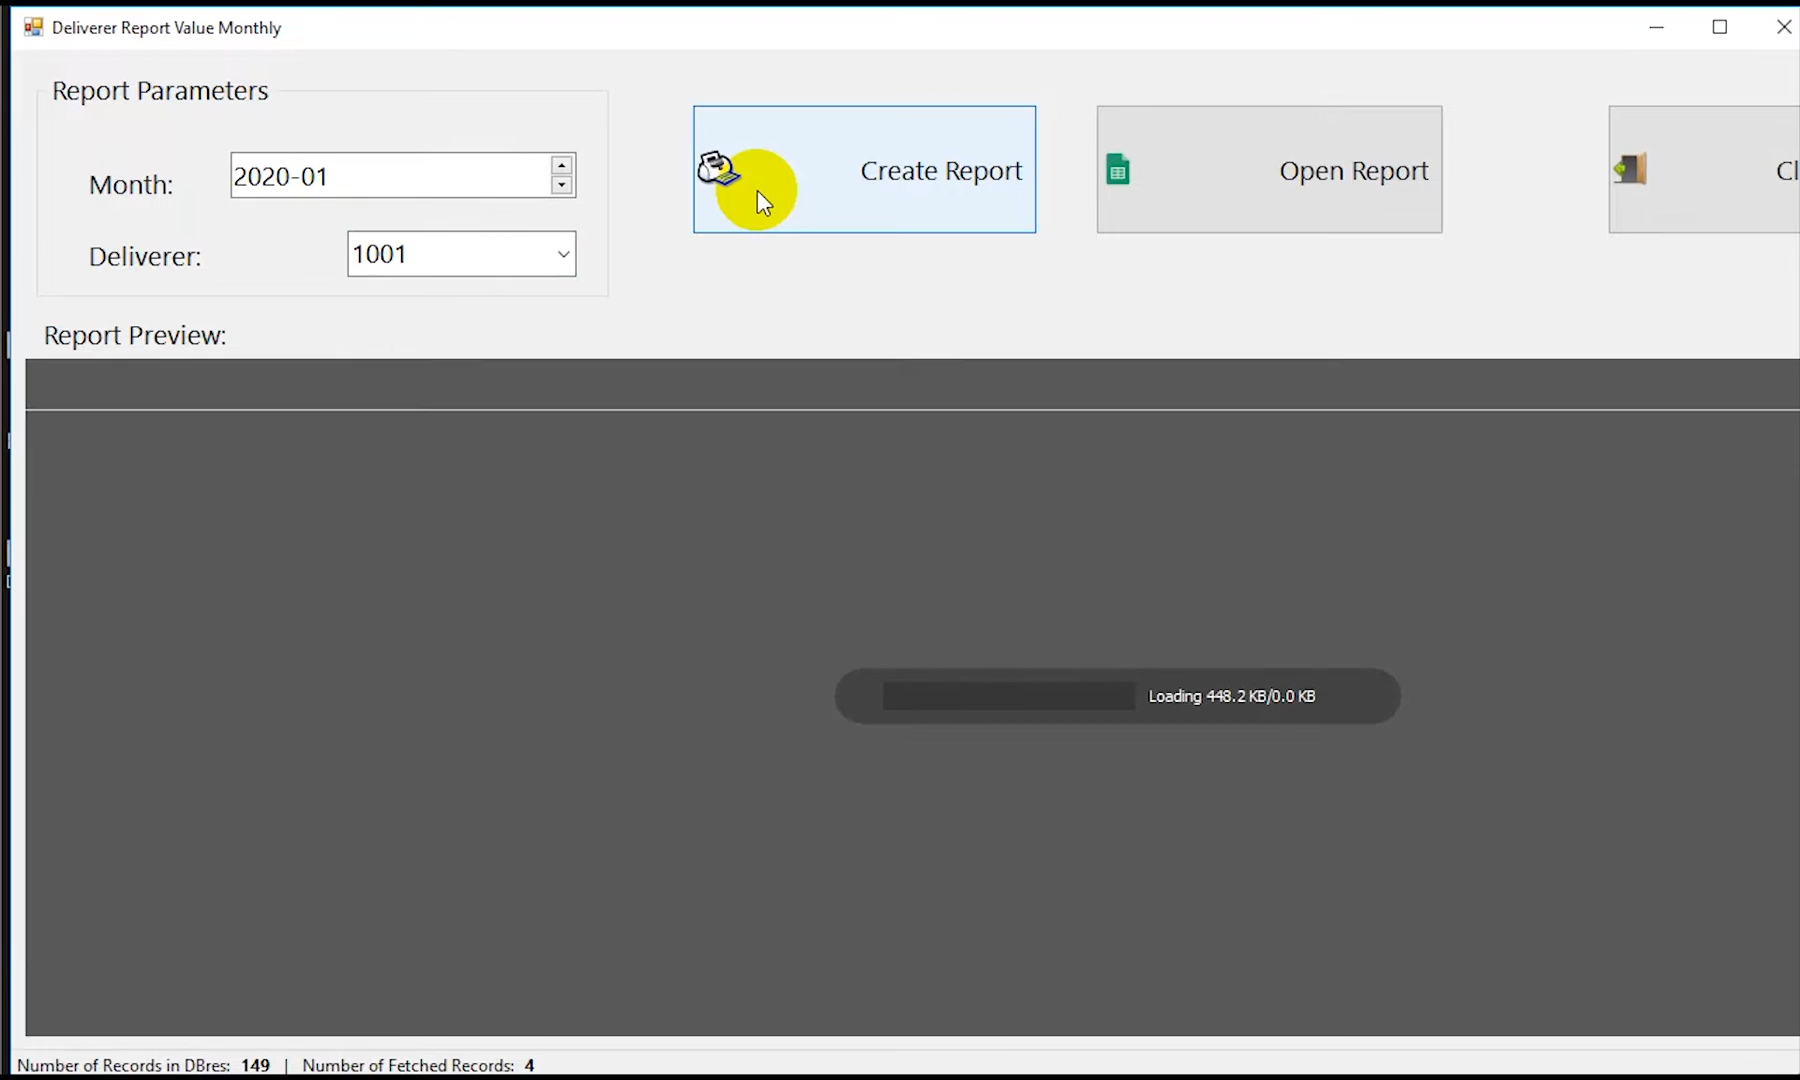 Deliverer Report Value Monthly
Report Parameters
Month: 2020-01
Deliverer: 1001
Create Report
Open Report
Cl
Report Preview:
Loading 448.2 KB/0.0 KB
Number of Records in DBres: 149 | Number of Fetched Records: 4